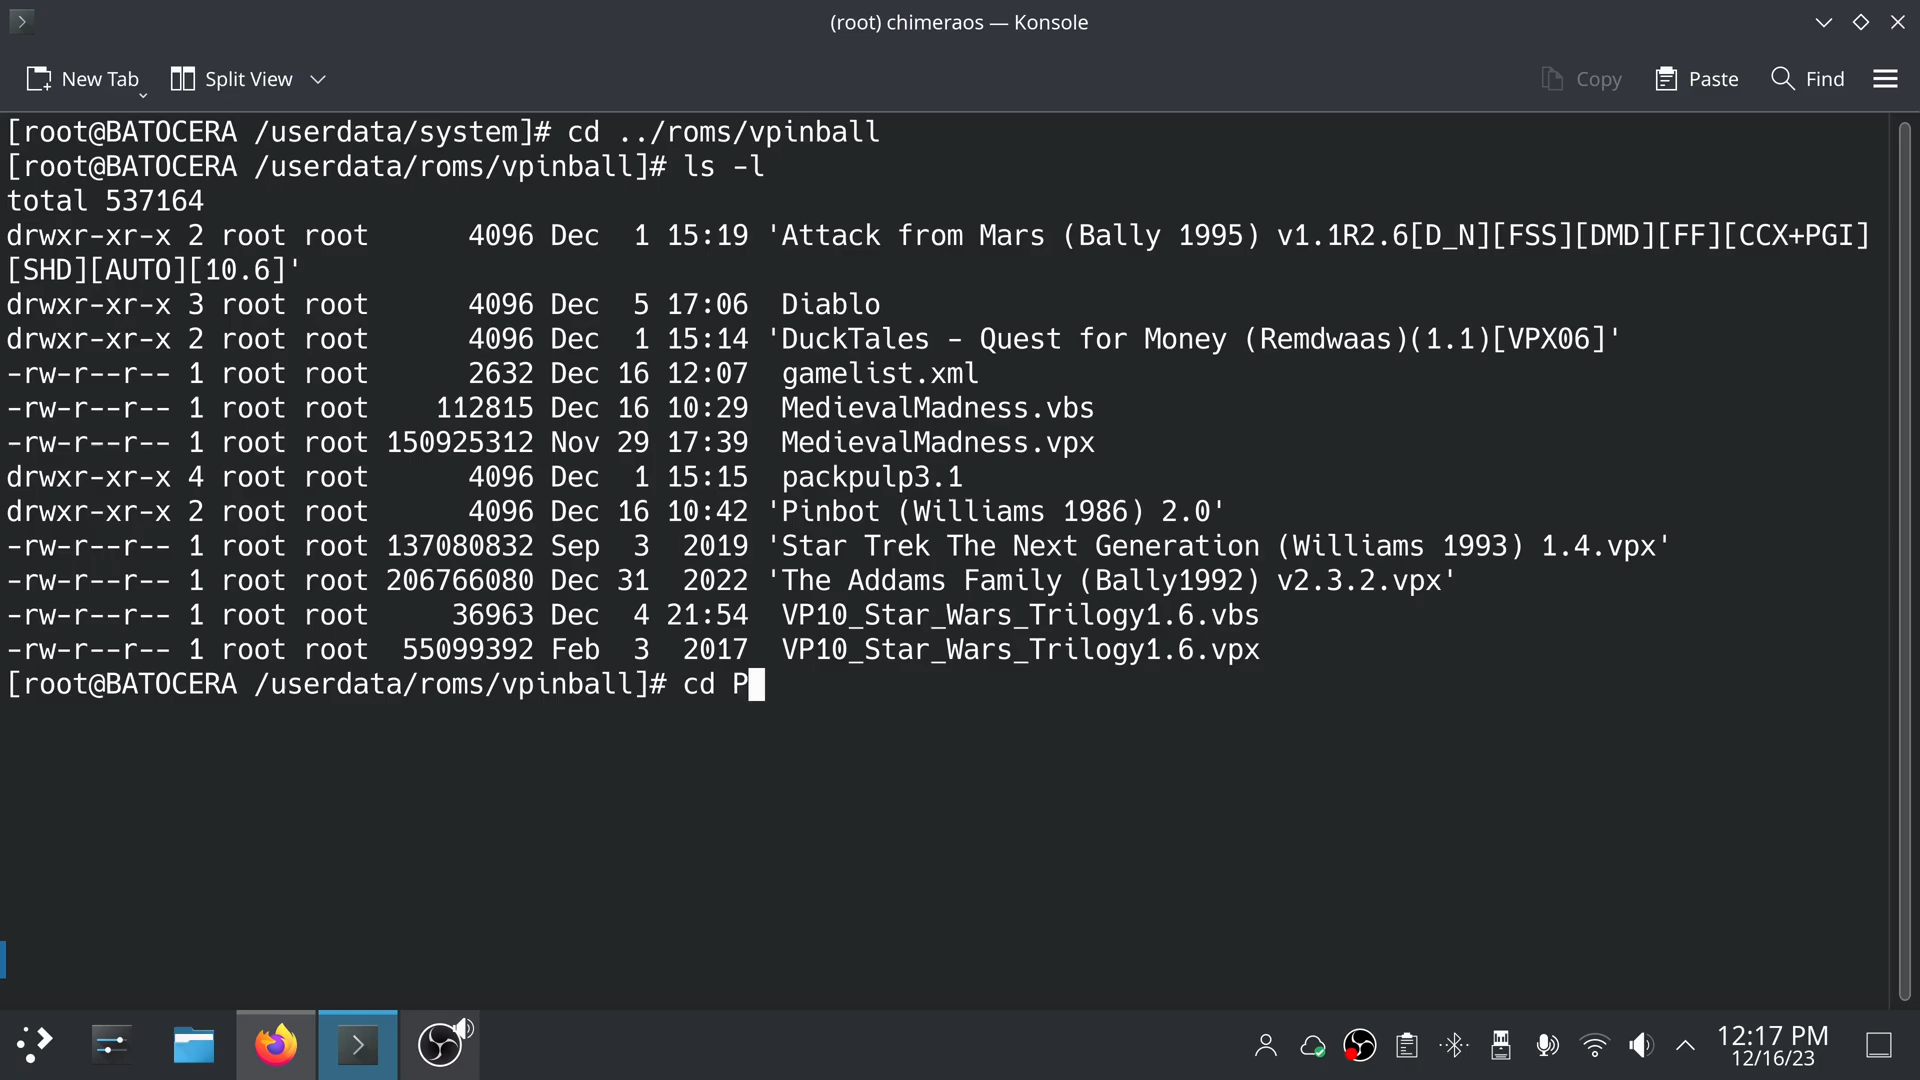 (root) chimeraos — Konsole
New Tab
Split View
Copy
Paste
Find
[root@BATOCERA /userdata/system]# cd ../roms/vpinball
[root@BATOCERA /userdata/roms/vpinball]# ls -l
total 537164
drwxr-xr-x 2 root root      4096 Dec  1 15:19 'Attack from Mars (Bally 1995) v1.1R2.6[D_N][FSS][DMD][FF][CCX+PGI]
[SHD][AUTO][10.6]'
drwxr-xr-x 3 root root      4096 Dec  5 17:06  Diablo
drwxr-xr-x 2 root root      4096 Dec  1 15:14 'DuckTales - Quest for Money (Remdwaas)(1.1)[VPX06]'
-rw-r--r-- 1 root root      2632 Dec 16 12:07  gamelist.xml
-rw-r--r-- 1 root root    112815 Dec 16 10:29  MedievalMadness.vbs
-rw-r--r-- 1 root root 150925312 Nov 29 17:39  MedievalMadness.vpx
drwxr-xr-x 4 root root      4096 Dec  1 15:15  packpulp3.1
drwxr-xr-x 2 root root      4096 Dec 16 10:42 'Pinbot (Williams 1986) 2.0'
-rw-r--r-- 1 root root 137080832 Sep  3  2019 'Star Trek The Next Generation (Williams 1993) 1.4.vpx'
-rw-r--r-- 1 root root 206766080 Dec 31  2022 'The Addams Family (Bally1992) v2.3.2.vpx'
-rw-r--r-- 1 root root     36963 Dec  4 21:54  VP10_Star_Wars_Trilogy1.6.vbs
-rw-r--r-- 1 root root  55099392 Feb  3  2017  VP10_Star_Wars_Trilogy1.6.vpx
[root@BATOCERA /userdata/roms/vpinball]# cd P
12:17 PM
12/16/23